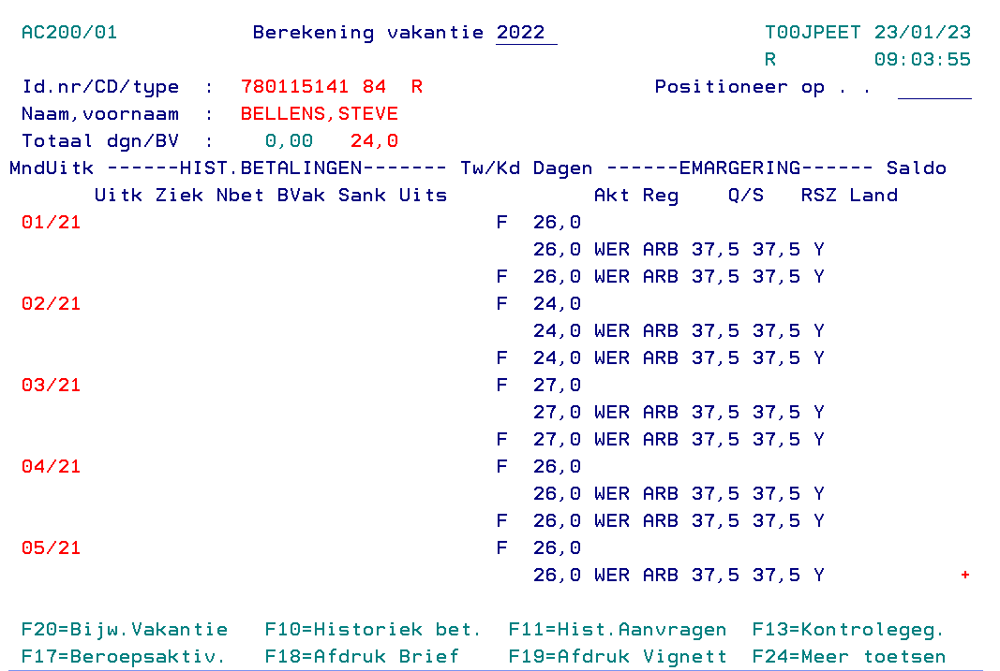 AC200/01 Berekening vakantie 2022 T00JPEET 23/01/23
R 09:03:55
Id.nr/CD/type : 780115141 84 R Positioneer op . .
Naam,voornaam : BELLENS,STEVE
Totaal dgn/BV : 0,00 24,0
MndUitk ------HIST.BETALINGEN------- Tw/Kd Dagen ------EMARGERING------ Saldo
Uitk Ziek Nbet BVak Sank Uits Akt Reg Q/S RSZ Land
01/21 F 26,0
26,0 WER ARB 37,5 37,5 Y
F 26,0 WER ARB 37,5 37,5 Y
02/21 F 24,0
24,0 WER ARB 37,5 37,5 Y
F 24,0 WER ARB 37,5 37,5 Y
03/21 F 27,0
27,0 WER ARB 37,5 37,5 Y
F 27,0 WER ARB 37,5 37,5 Y
04/21 F 26,0
26,0 WER ARB 37,5 37,5 Y
F 26,0 WER ARB 37,5 37,5 Y
05/21 F 26,0
26,0 WER ARB 37,5 37,5 Y +
F20=Bijw.Vakantie F10=Historiek bet. F11=Hist.Aanvragen F13=Kontrolegeg.
F17=Beroepsaktiv. F18=Afdruk Brief F19=Afdruk Vignett F24=Meer toetsen